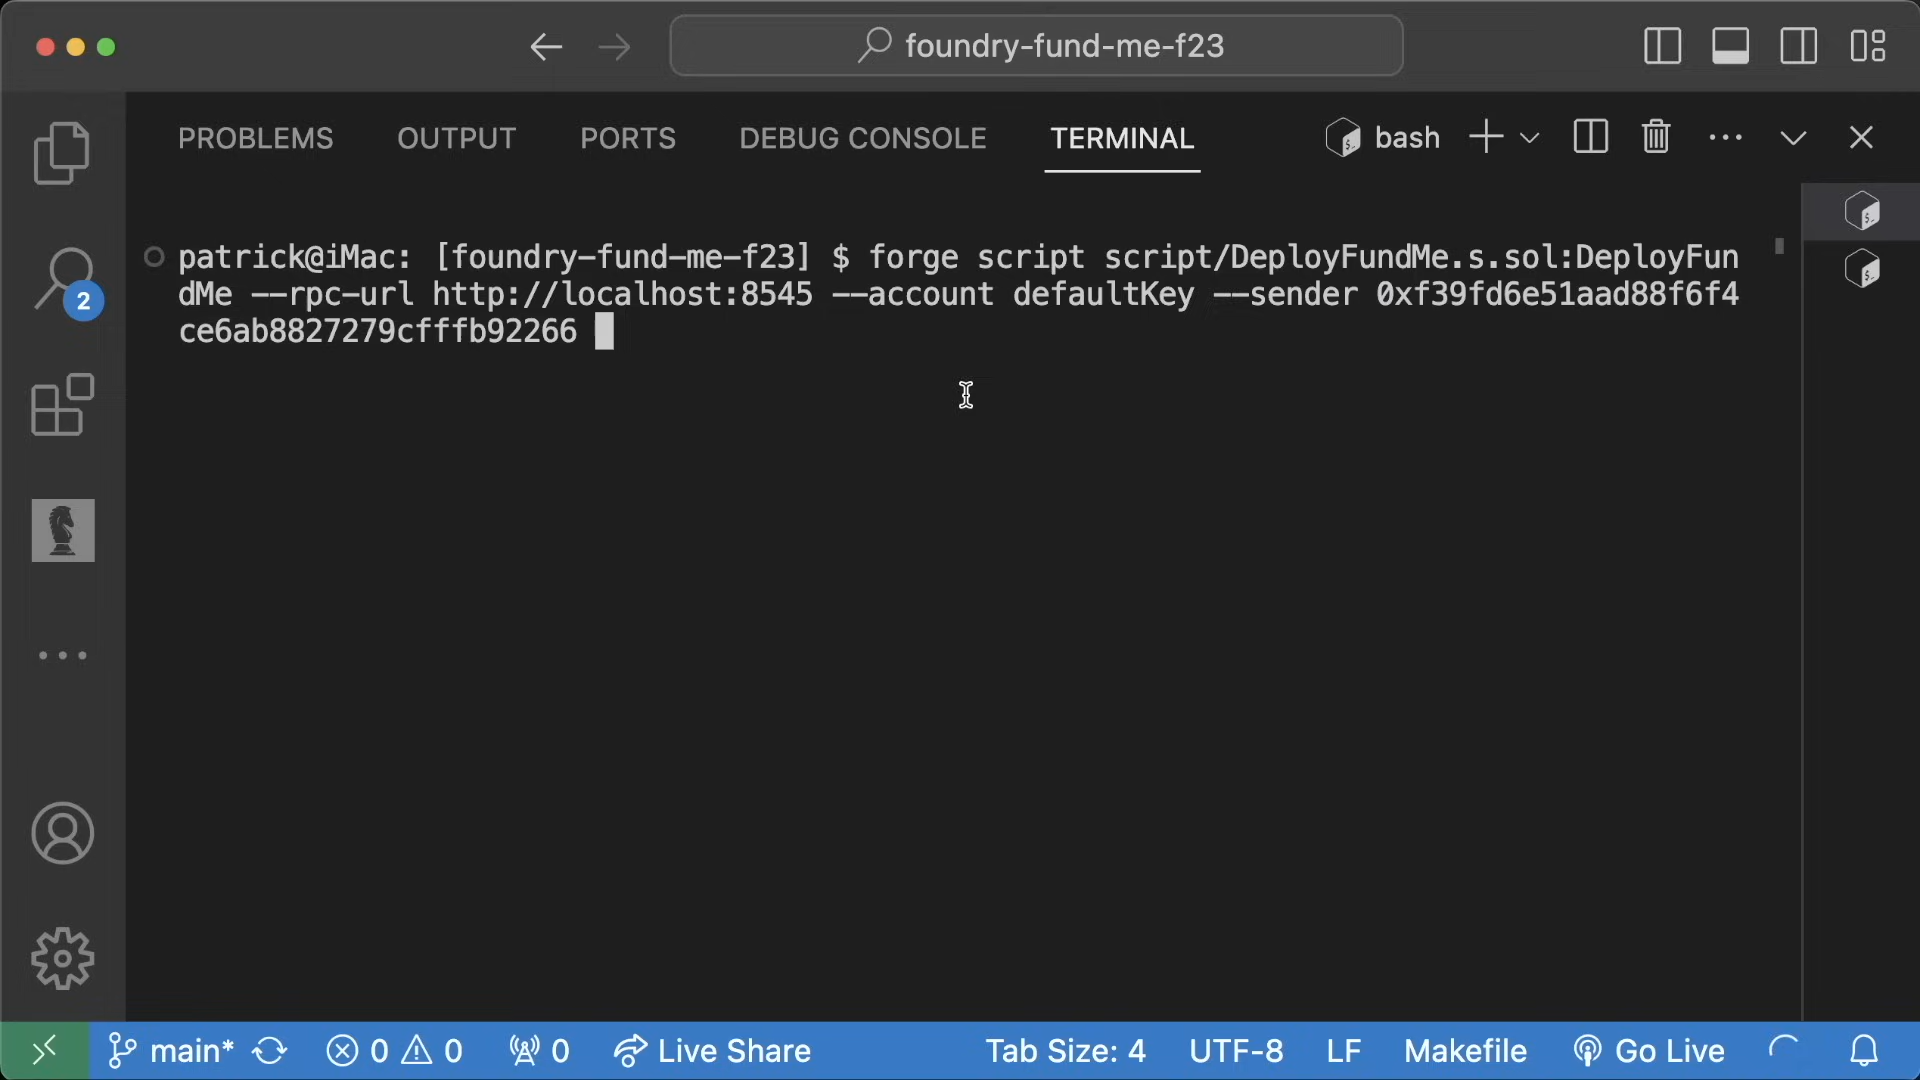 foundry-fund-me-f23
PROBLEMS OUTPUT PORTS DEBUG CONSOLE TERMINAL bash
patrick@iMac: [foundry-fund-me-f23] $ forge script script/DeployFundMe.s.sol:DeployFun
dMe --rpc-url http://localhost:8545 --account defaultKey --sender 0xf39fd6e51aad88f6f4
ce6ab8827279cfffb92266
2
main* 0 0 0 Live Share Tab Size: 4 UTF-8 LF Makefile Go Live